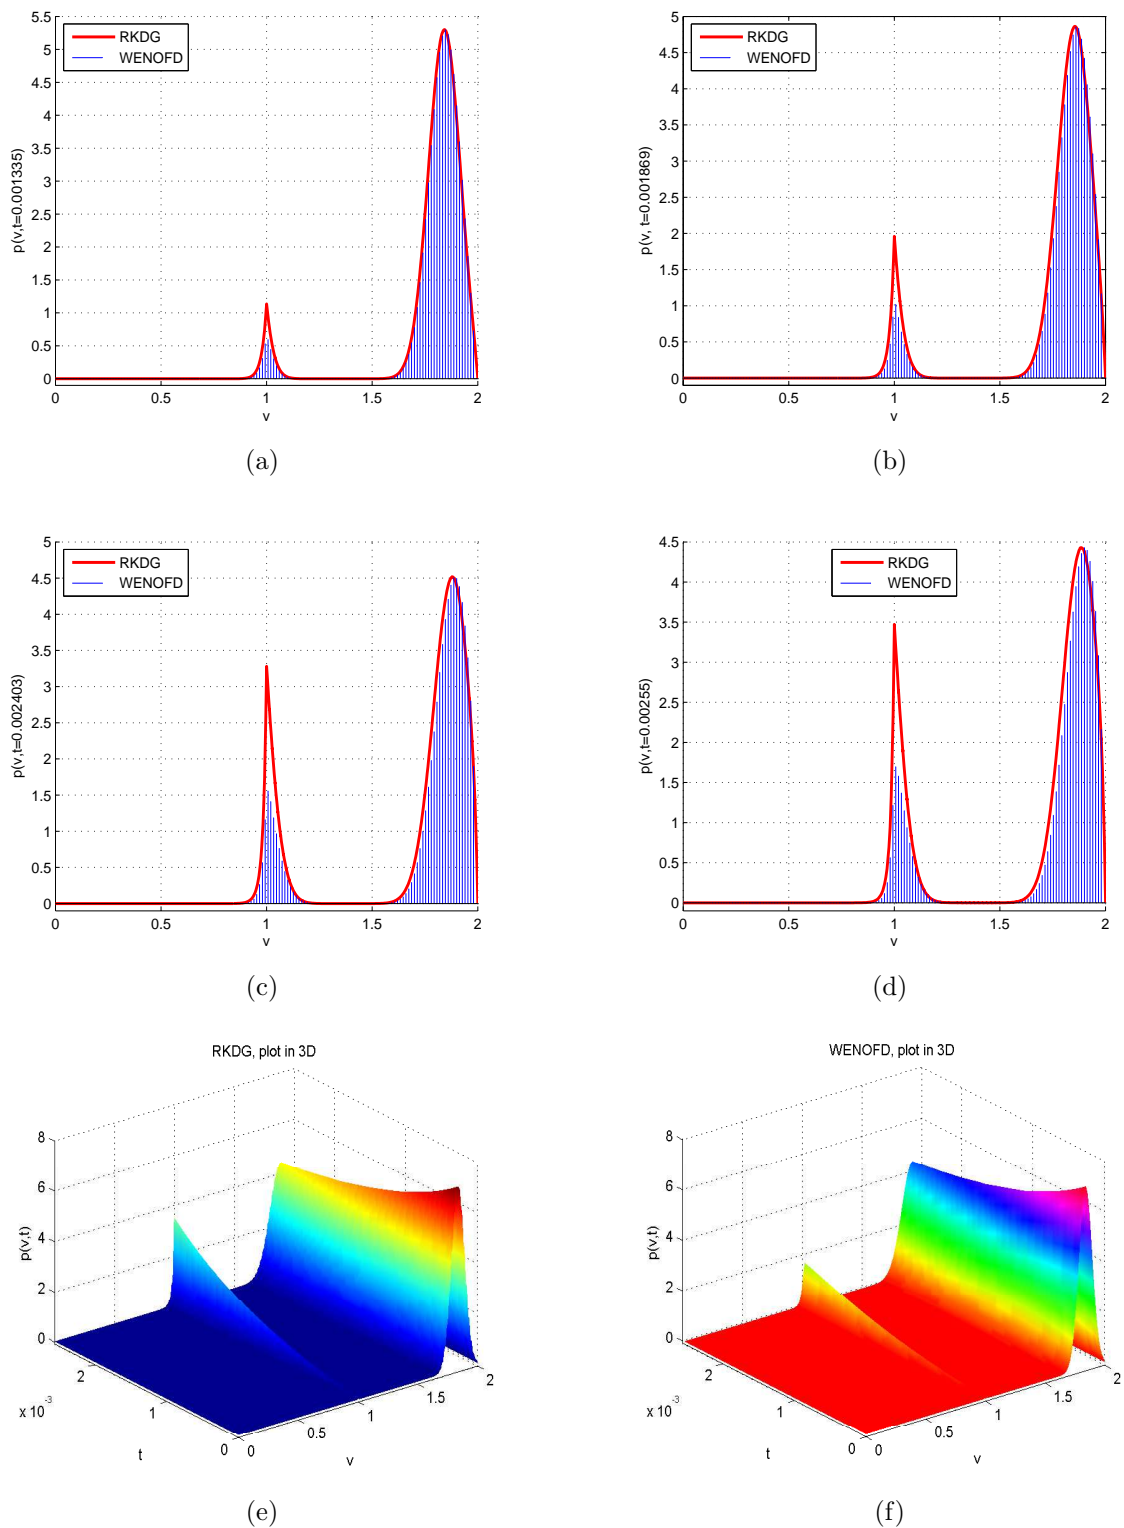 5.5
5
4.5
4
3.5
3
2.5
2
1.5
1
0.5
0
p(v,t=0.001335)
RKDG
WENOFD
0 0.5 1 1.5 2
v
(a)
5
4.5
4
3.5
3
2.5
2
1.5
1
0.5
0
p(v, t=0.001869)
RKDG
WENOFD
0 0.5 1 1.5 2
v
(b)
5
4.5
4
3.5
3
2.5
2
1.5
1
0.5
0
p(v,t=0.002403)
RKDG
WENOFD
0 0.5 1 1.5 2
v
(c)
4.5
4
3.5
3
2.5
2
1.5
1
0.5
0
p(v,t=0.00255)
RKDG
WENOFD
0 0.5 1 1.5 2
v
(d)
RKDG, plot in 3D
8
6
4
2
0
p(v,t)
2
1
0
x 10-3
t
0
0.5
1
1.5
2
v
(e)
WENOFD, plot in 3D
8
6
4
2
0
p(v,t)
2
1
0
x 10-3
t
0
0.5
1
1.5
2
v
(f)